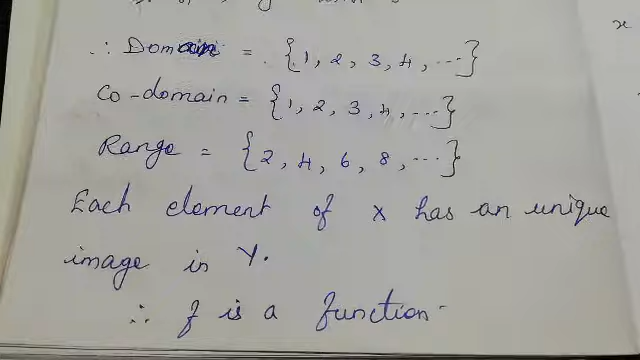 ∴ Domain = {1, 2, 3, 4, ...}
Co-domain = {1, 2, 3, 4, ...}
Range = {2, 4, 6, 8, ...}
Each element of x has an unique
image in Y.
∴ f is a function.
x